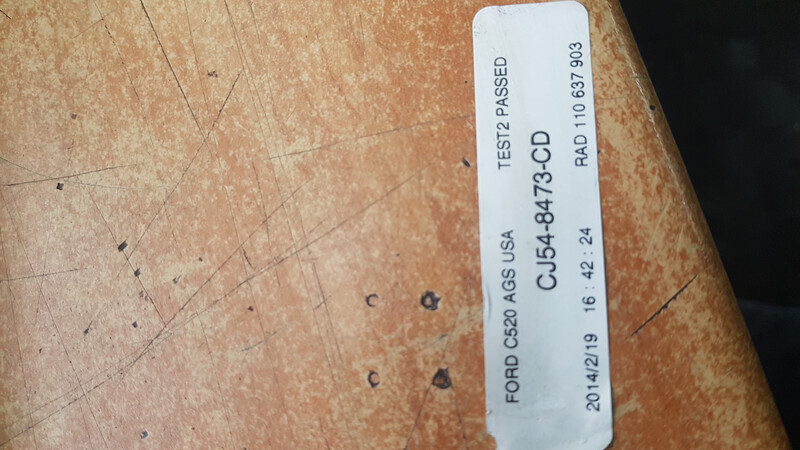 FORD C520 AGS USA TEST2 PASSED
CJ54-8473-CD
2014/2/19 16 : 42 : 24 RAD 110 637 903